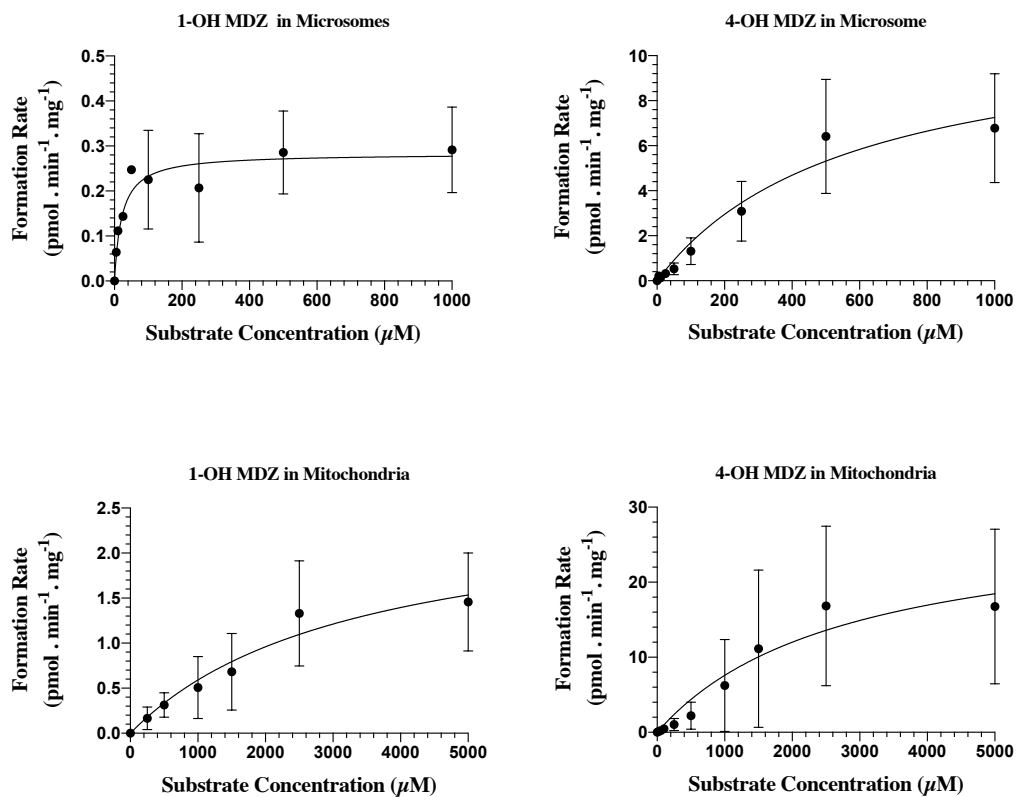 1-OH MDZ in Microsomes
0.5
0.4
0.3
0.2
0.1
0.0
0 200 400 600 800 1000
Formation Rate
(pmol . min-1. mg-1)
Substrate Concentration (µM)
4-OH MDZ in Microsome
10
8
6
4
2
0
0 200 400 600 800 1000
Formation Rate
(pmol . min-1. mg-1)
Substrate Concentration (µM)
1-OH MDZ in Mitochondria
2.5
2.0
1.5
1.0
0.5
0.0
0 1000 2000 3000 4000 5000
Formation Rate
(pmol . min-1. mg-1)
Substrate Concentration (µM)
4-OH MDZ in Mitochondria
30
20
10
0
0 1000 2000 3000 4000 5000
Formation Rate
(pmol . min-1. mg-1)
Substrate Concentration (µM)